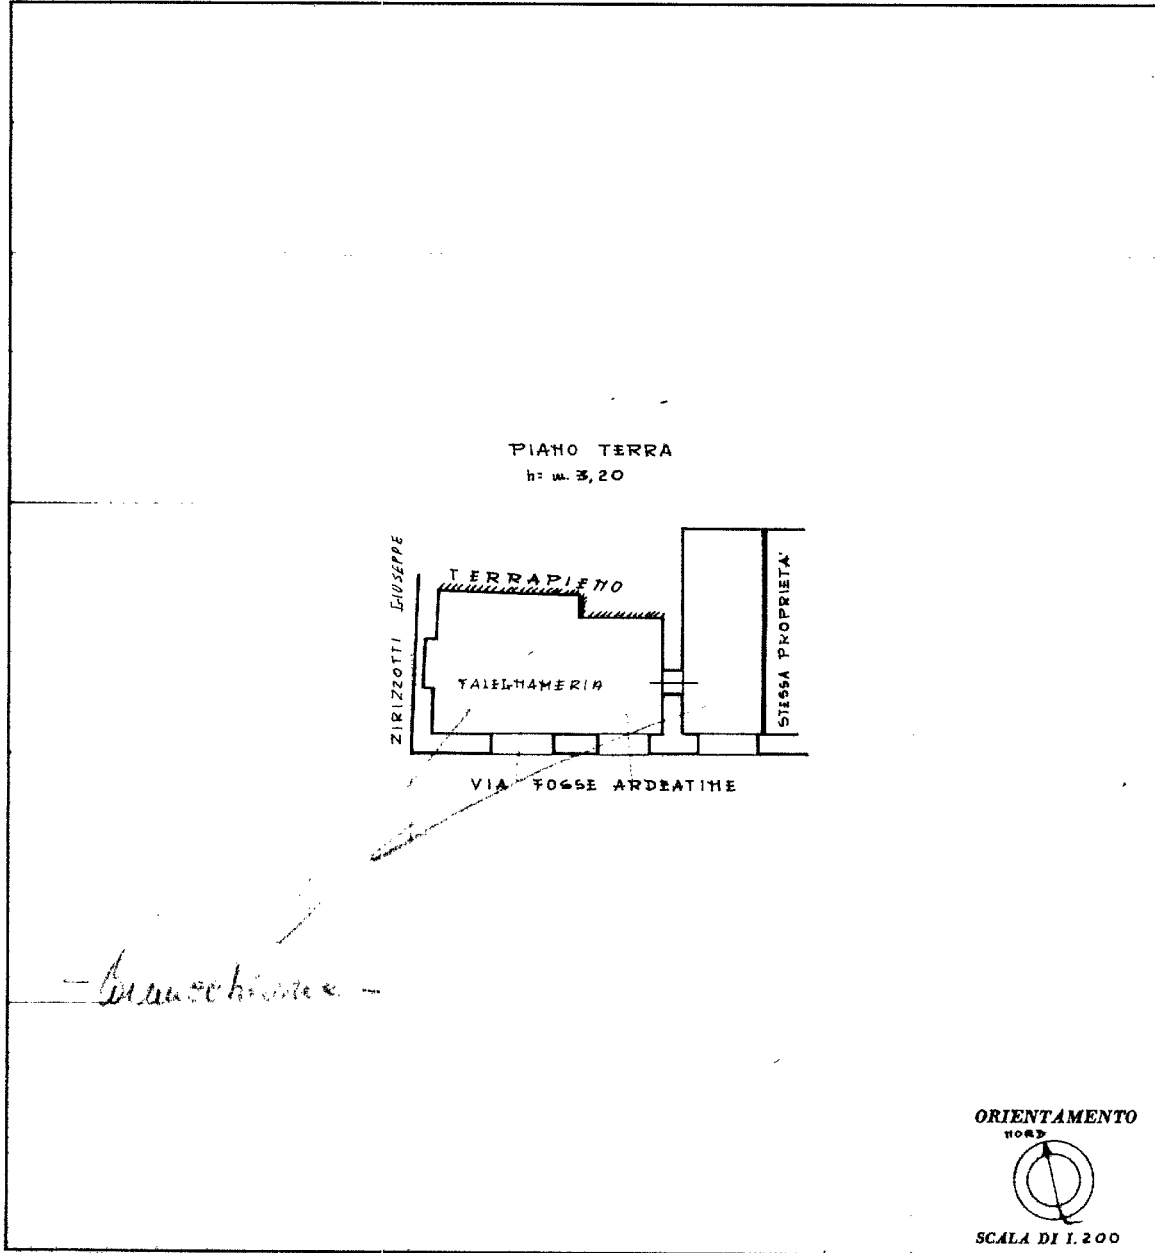 PIANO TERRA
h= m. 3,20
ZIRIZZOTTI GIUSEPPE
TERRAPIENO
FALEGNAMERIA
STESSA PROPRIETA'
VIA FOSSE ARDEATINE
ORIENTAMENTO
NORD
SCALA DI 1.200